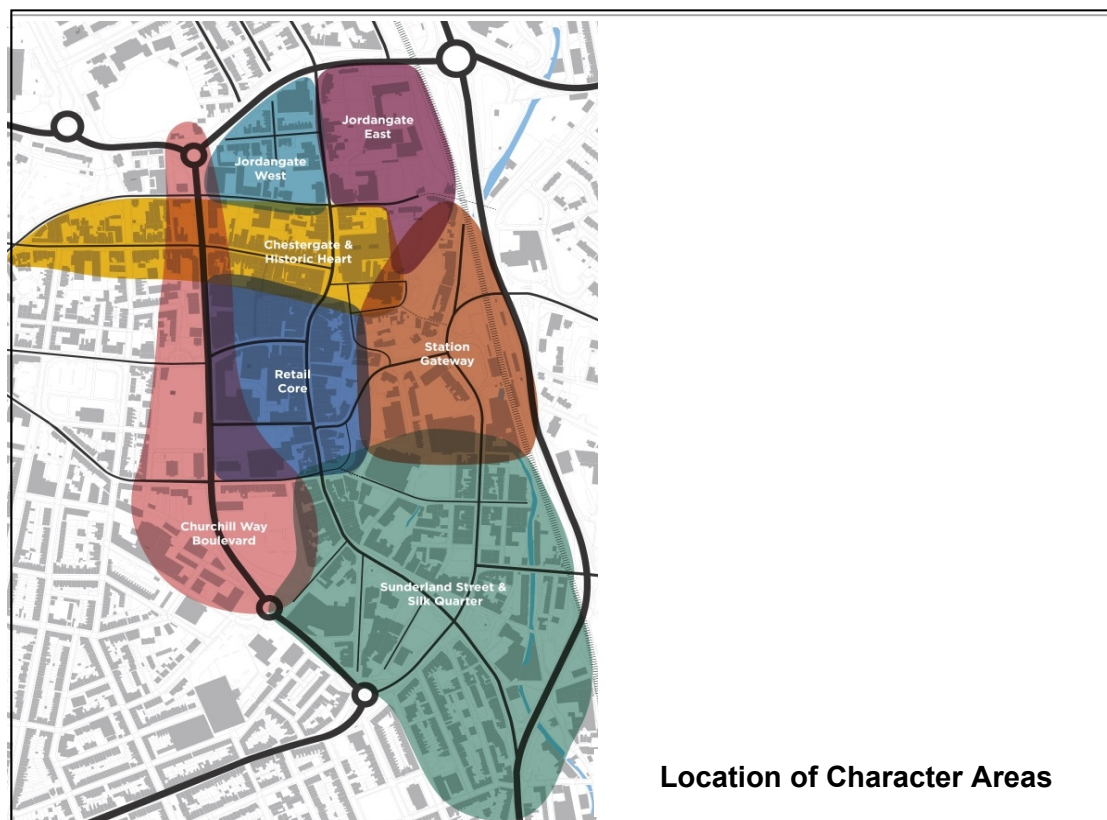 Jordangate
East
Jordangate
West
Chestergate &
Historic Heart
Station
Gateway
Retail
Core
Churchill Way
Boulevard
Sunderland Street &
Silk Quarter
Location of Character Areas